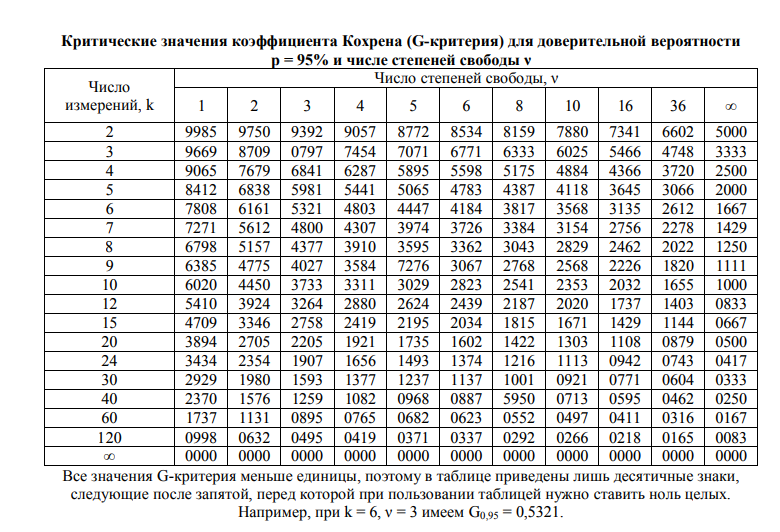 Критические значения коэффициента Кохрена (G-критерия) для доверительной вероятности
p = 95% и числе степеней свободы ν
Число измерений, k
Число степеней свободы, ν
1 2 3 4 5 6 8 10 16 36 ∞
2 9985 9750 9392 9057 8772 8534 8159 7880 7341 6602 5000
3 9669 8709 0797 7454 7071 6771 6333 6025 5466 4748 3333
4 9065 7679 6841 6287 5895 5598 5175 4884 4366 3720 2500
5 8412 6838 5981 5441 5065 4783 4387 4118 3645 3066 2000
6 7808 6161 5321 4803 4447 4184 3817 3568 3135 2612 1667
7 7271 5612 4800 4307 3974 3726 3384 3154 2756 2278 1429
8 6798 5157 4377 3910 3595 3362 3043 2829 2462 2022 1250
9 6385 4775 4027 3584 7276 3067 2768 2568 2226 1820 1111
10 6020 4450 3733 3311 3029 2823 2541 2353 2032 1655 1000
12 5410 3924 3264 2880 2624 2439 2187 2020 1737 1403 0833
15 4709 3346 2758 2419 2195 2034 1815 1671 1429 1144 0667
20 3894 2705 2205 1921 1735 1602 1422 1303 1108 0879 0500
24 3434 2354 1907 1656 1493 1374 1216 1113 0942 0743 0417
30 2929 1980 1593 1377 1237 1137 1001 0921 0771 0604 0333
40 2370 1576 1259 1082 0968 0887 5950 0713 0595 0462 0250
60 1737 1131 0895 0765 0682 0623 0552 0497 0411 0316 0167
120 0998 0632 0495 0419 0371 0337 0292 0266 0218 0165 0083
∞ 0000 0000 0000 0000 0000 0000 0000 0000 0000 0000 0000
Все значения G-критерия меньше единицы, поэтому в таблице приведены лишь десятичные знаки,
следующие после запятой, перед которой при пользовании таблицей нужно ставить ноль целых.
Например, при k = 6, ν = 3 имеем G0,95 = 0,5321.